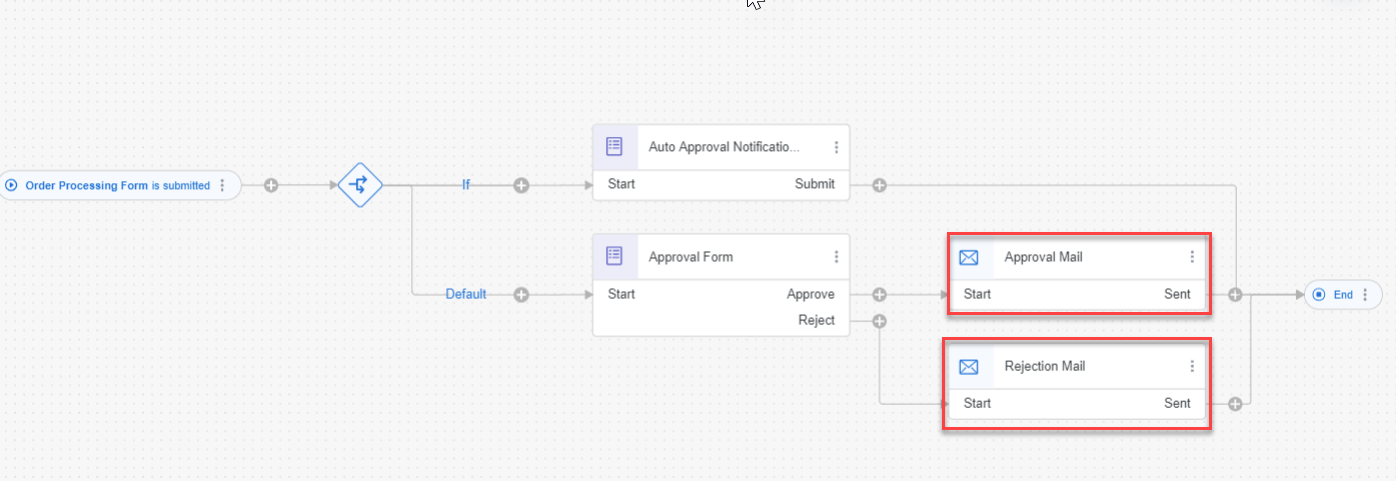 Order Processing Form is submitted
If
Auto Approval Notificatio...
Start
Submit
Default
Approval Form
Start
Approve
Reject
Approval Mail
Start
Sent
Rejection Mail
Start
Sent
End